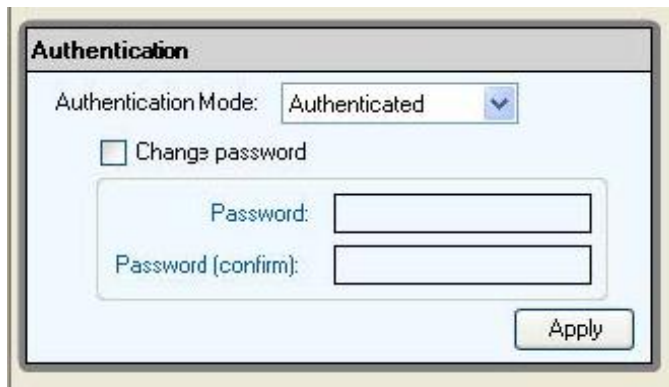 Authentication
Authentication Mode: Authenticated
Change password
Password:
Password (confirm):
Apply